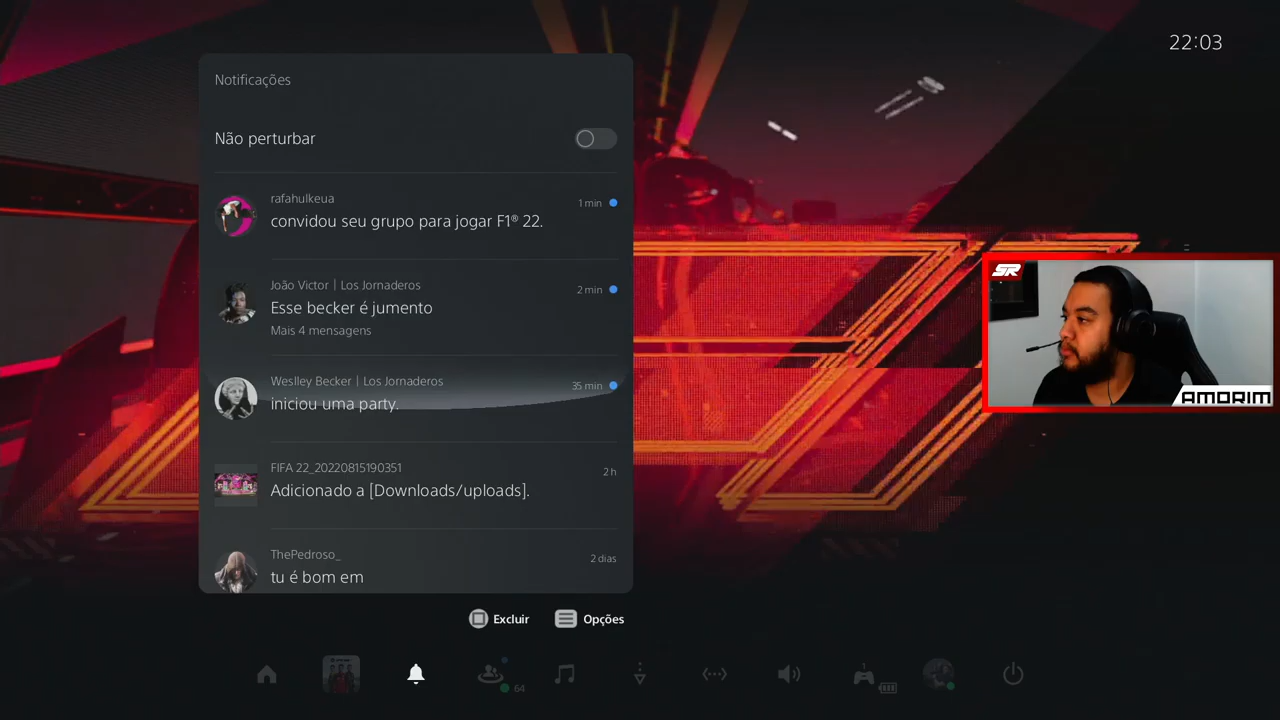 22:03
Notificações
Não perturbar
rafahulkeua
1 min
convidou seu grupo para jogar F1® 22.
João Victor | Los Jornaderos
2 min
Esse becker é jumento
Mais 4 mensagens
Weslley Becker | Los Jornaderos
35 min
iniciou uma party.
FIFA 22_20220815190351
2 h
Adicionado a [Downloads/uploads].
ThePedroso_
2 dias
tu é bom em
Excluir
Opções
64
1
SR
AMORIM